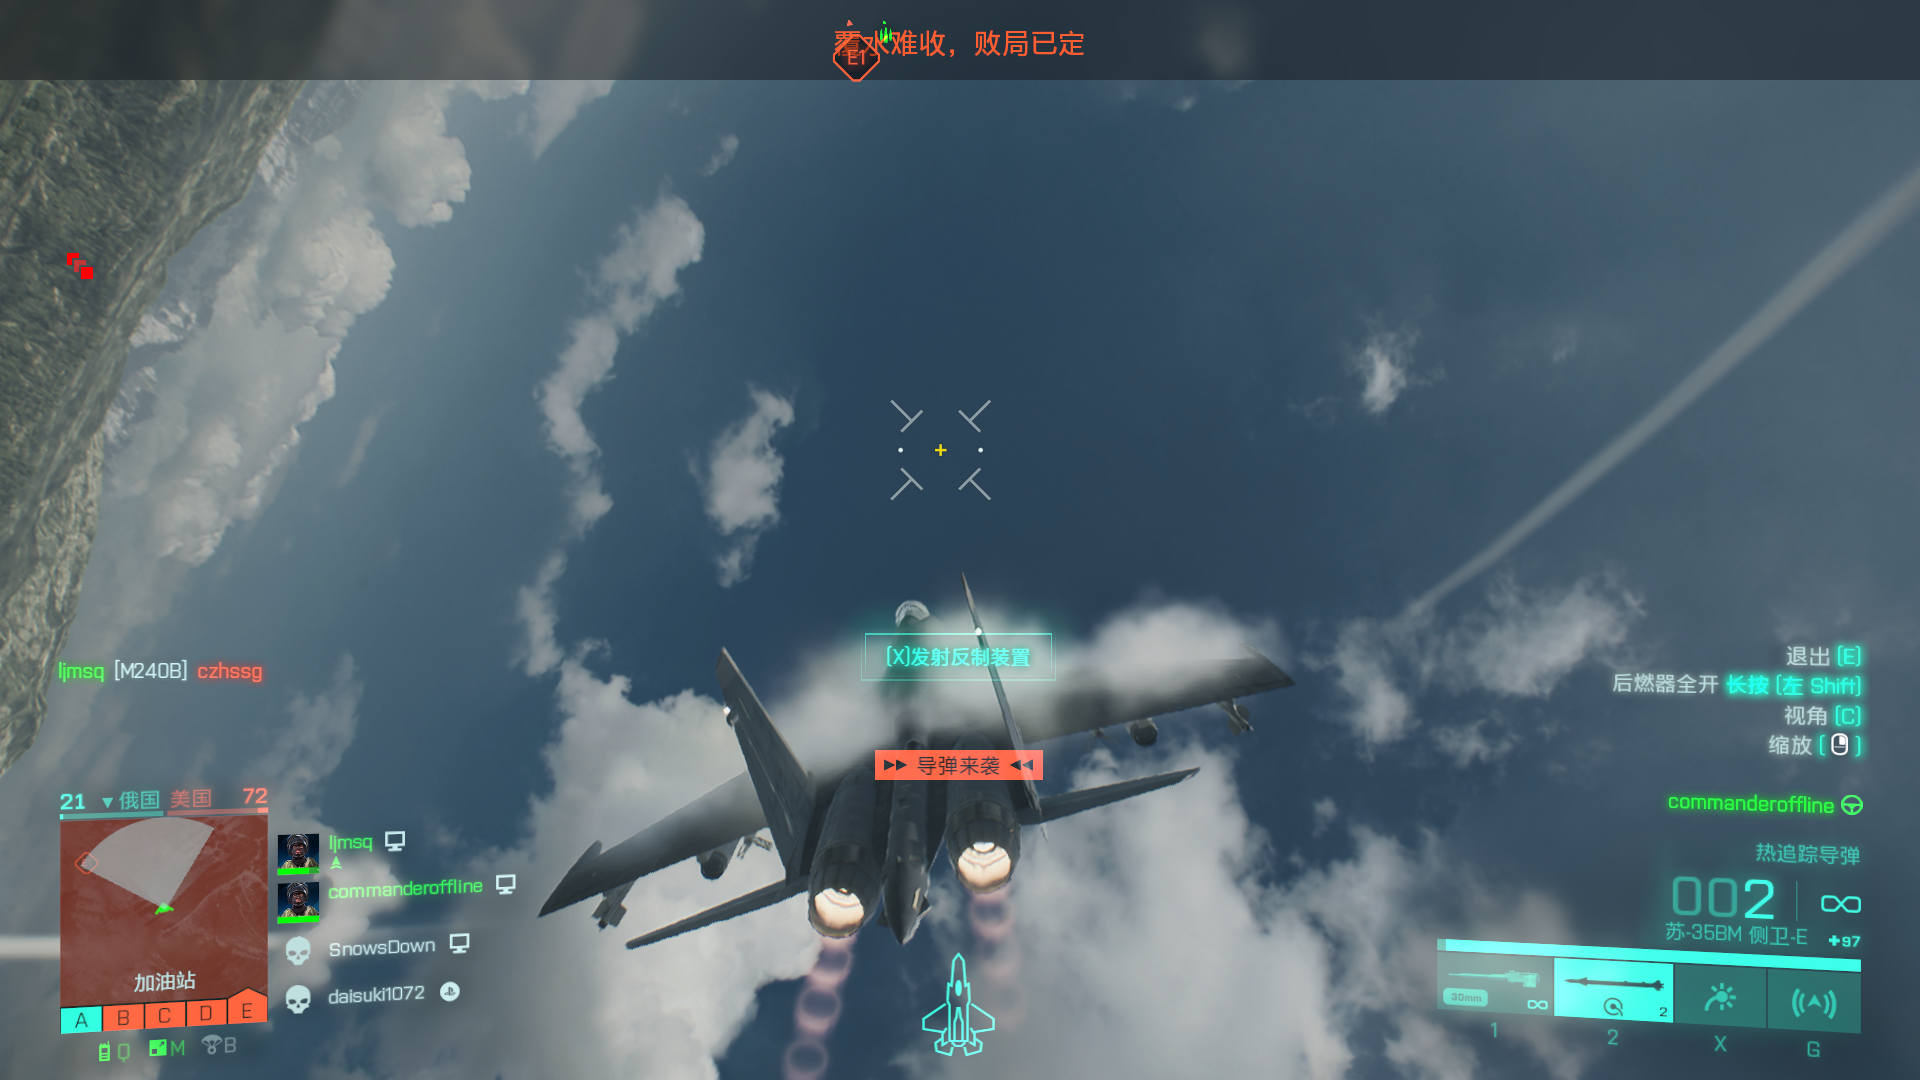 覆水难收，败局已定
E1
ljmsq [M240B] czhssg
[X]发射反制装置
导弹来袭
退出 [E]
后燃器全开 长按 [左 Shift]
视角 [C]
缩放 [ ]
commanderoffline
热追踪导弹
002
苏-35BM 侧卫-E +97
30mm
2
1 2 X G
21 俄国 美国 72
加油站
A B C D E
Q M B
ljmsq
commanderoffline
SnowsDown
daisuki1072